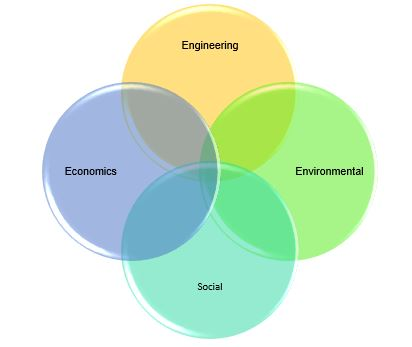 Engineering
Economics
Environmental
Social